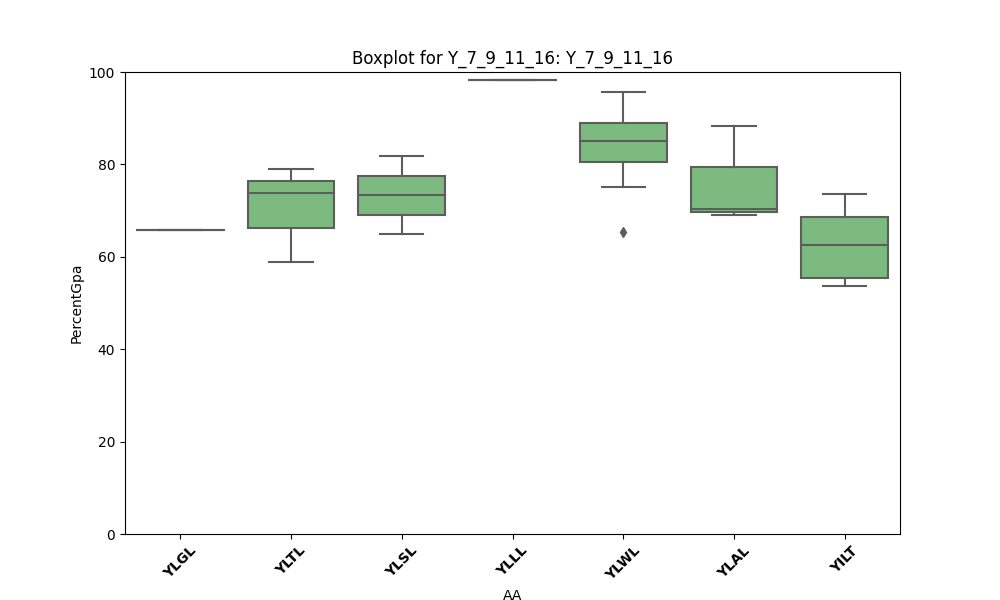 Boxplot for Y_7_9_11_16: Y_7_9_11_16
100
80
60
40
20
0
PercentGpa
YLGL
YLTL
YLSL
YLLL
YLWL
YLAL
YILT
AA